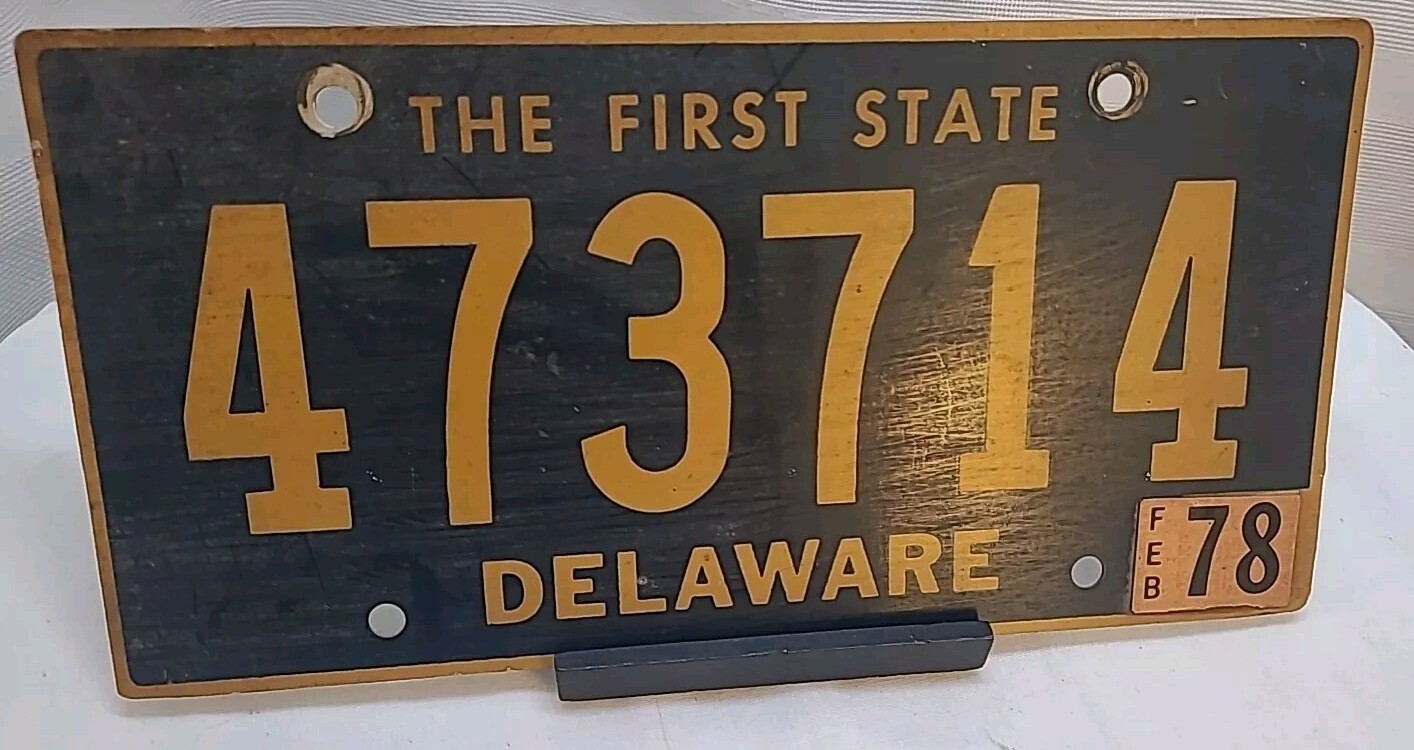 THE FIRST STATE
473714
DELAWARE
FEB 78